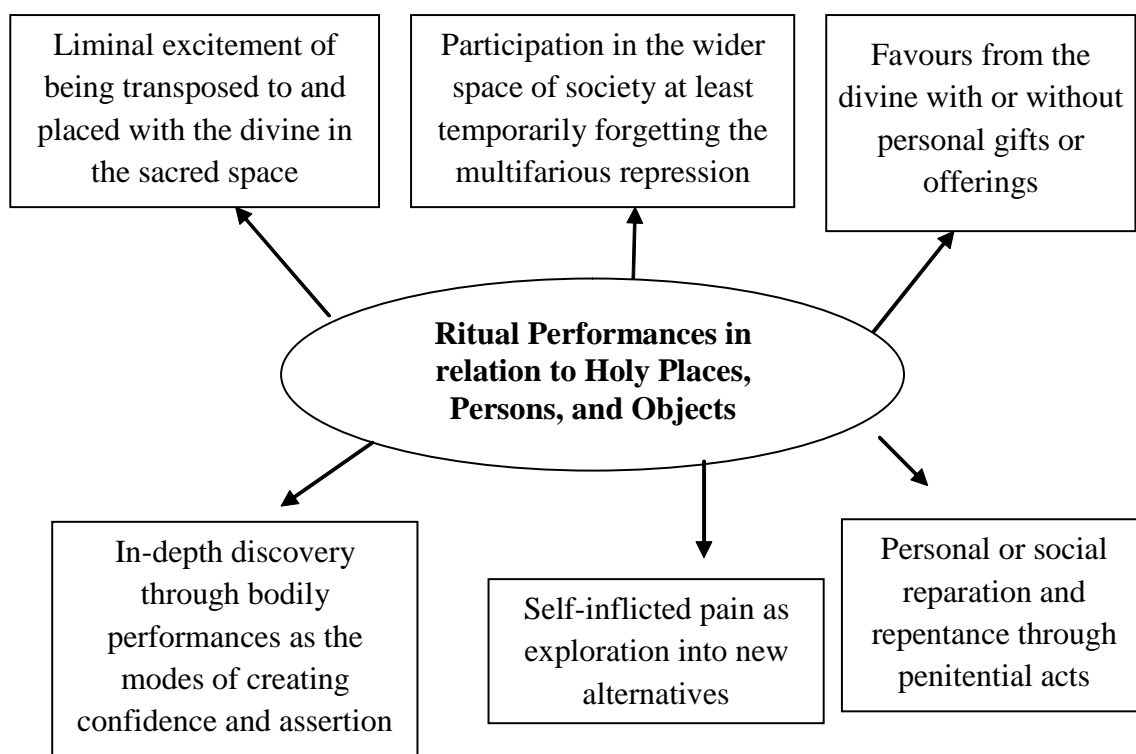 Liminal excitement of
being transposed to and
placed with the divine in
the sacred space
Participation in the wider
space of society at least
temporarily forgetting the
multifarious repression
Favours from the
divine with or without
personal gifts or
offerings
Ritual Performances in
relation to Holy Places,
Persons, and Objects
In-depth discovery
through bodily
performances as the
modes of creating
confidence and assertion
Self-inflicted pain as
exploration into new
alternatives
Personal or social
reparation and
repentance through
penitential acts